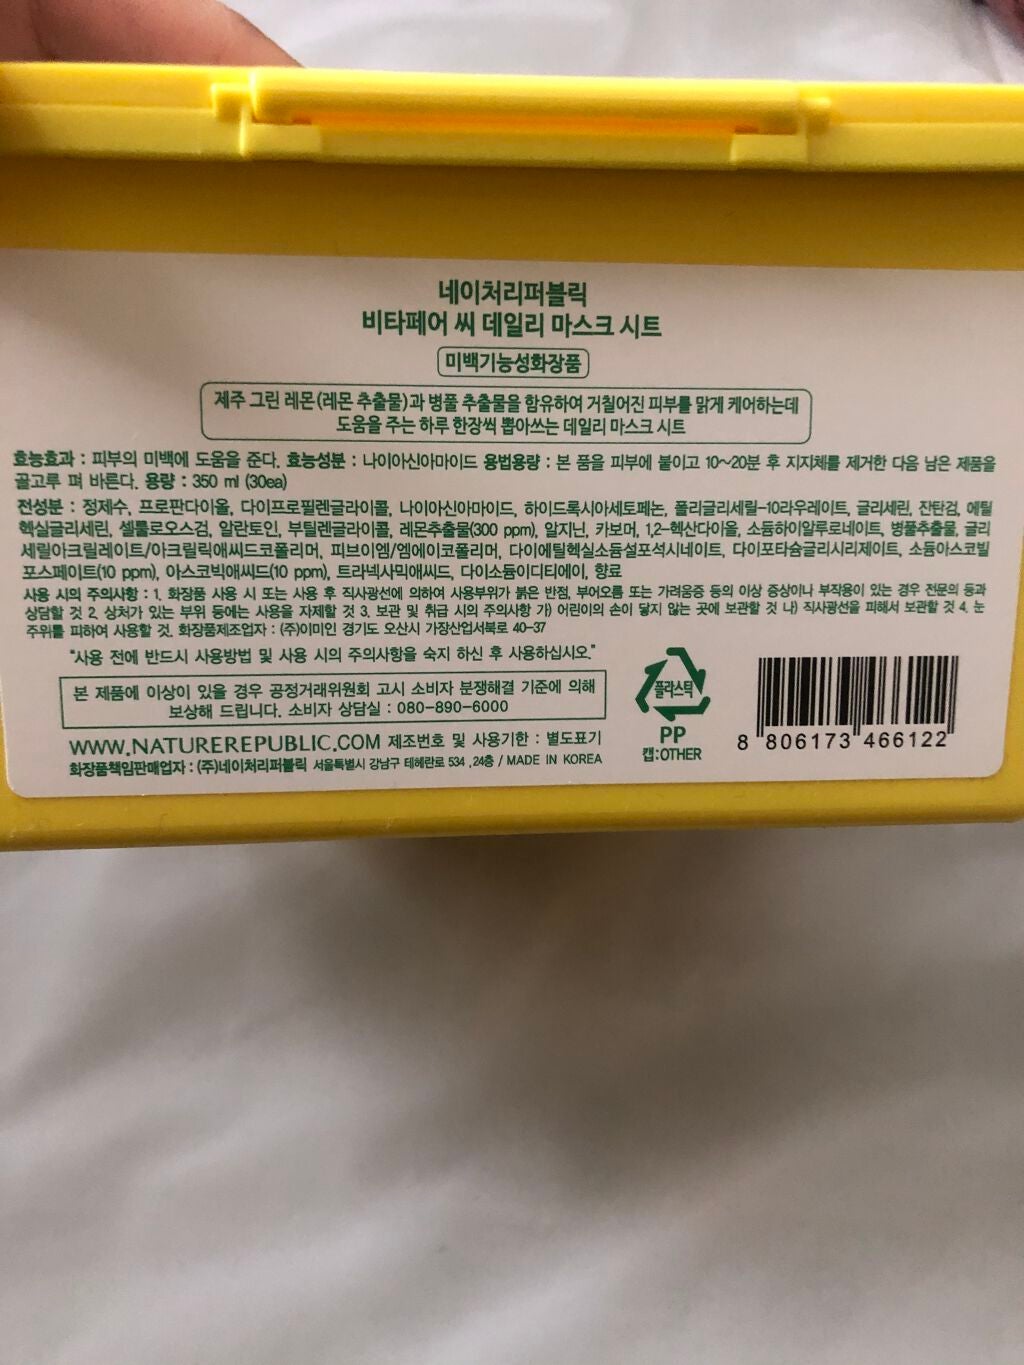 네이처리퍼블릭
비타페어 씨 데일리 마스크 시트
미백기능성화장품
제주 그린 레몬(레몬 추출물)과 병풀 추출물을 함유하여 거칠어진 피부를 맑게 케어하는데
도움을 주는 하루 한장씩 뽑아쓰는 데일리 마스크 시트
효능효과 : 피부의 미백에 도움을 준다. 효능성분 : 나이아신아마이드 용법용량 : 본 품을 피부에 붙이고 10~20분 후 지지체를 제거한 다음 남은 제품을
골고루 펴 바른다. 용량 : 350 ml (30ea)
전성분 : 정제수, 프로판다이올, 다이프로필렌글라이콜, 나이아신아마이드, 하이드록시아세토페논, 폴리글리세릴-10라우레이트, 글리세린, 잔탄검, 에틸
헥실글리세린, 셀룰로오스검, 알란토인, 부틸렌글라이콜, 레몬추출물(300 ppm), 알지닌, 카보머, 1,2-헥산다이올, 소듐하이알루로네이트, 병풀추출물, 글리
세릴아크릴레이트/아크릴릭애씨드코폴리머, 피브이엠/엠에이코폴리머, 다이에틸헥실소듐설포석시네이트, 다이포타슘글리시리제이트, 소듐아스코빌
포스페이트(10 ppm), 아스코빅애씨드(10 ppm), 트라넥사믹애씨드, 다이소듐이디티에이, 향료
사용 시의 주의사항 : 1. 화장품 사용 시 또는 사용 후 직사광선에 의하여 사용부위가 붉은 반점, 부어오름 또는 가려움증 등의 이상 증상이나 부작용이 있는 경우 전문의 등과
상담할 것 2. 상처가 있는 부위 등에는 사용을 자제할 것 3. 보관 및 취급 시의 주의사항 가) 어린이의 손이 닿지 않는 곳에 보관할 것 나) 직사광선을 피해서 보관할 것 4. 눈
주위를 피하여 사용할 것. 화장품제조업자 : (주)이미인 경기도 오산시 가장산업서북로 40-37
"사용 전에 반드시 사용방법 및 사용 시의 주의사항을 숙지 하신 후 사용하십시오."
본 제품에 이상이 있을 경우 공정거래위원회 고시 소비자 분쟁해결 기준에 의해
보상해 드립니다. 소비자 상담실 : 080-890-6000
WWW.NATUREREPUBLIC.COM 제조번호 및 사용기한 : 별도표기
화장품책임판매업자 : (주)네이처리퍼블릭 서울특별시 강남구 테헤란로 534 , 24층 / MADE IN KOREA
플라스틱
PP
캡:OTHER
8 806173 466122